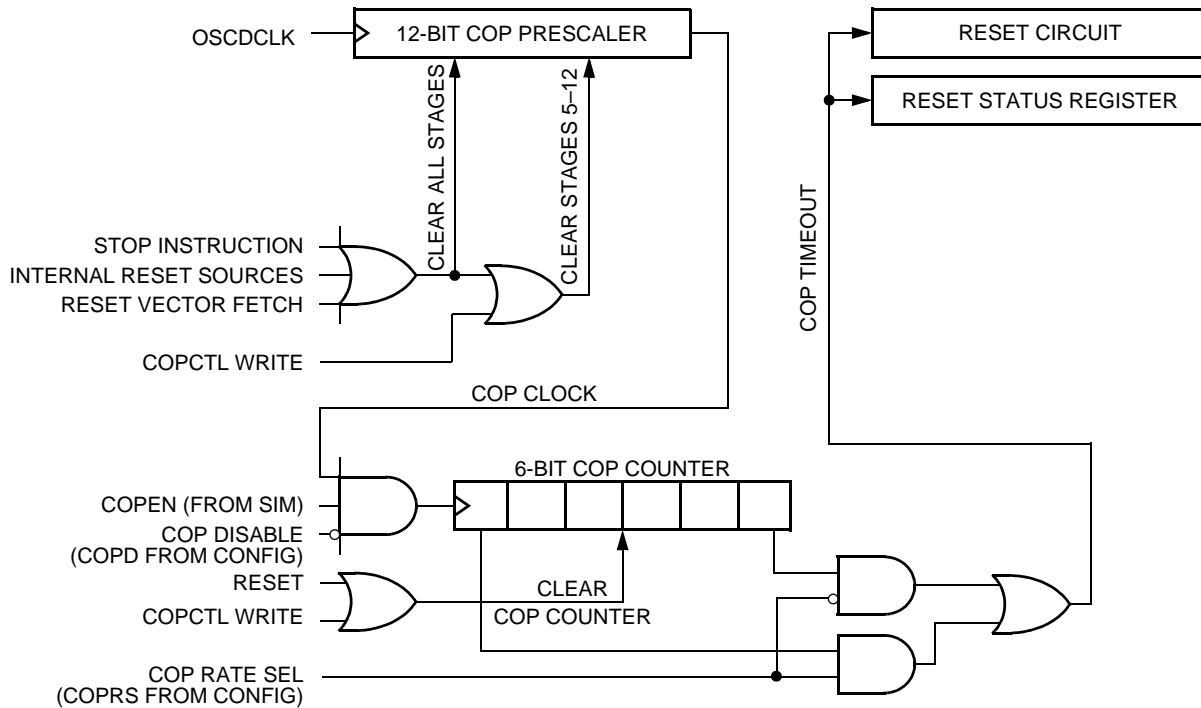 OSCDCLK
12-BIT COP PRESCALER
RESET CIRCUIT
RESET STATUS REGISTER
CLEAR ALL STAGES
CLEAR STAGES 5–12
COP TIMEOUT
STOP INSTRUCTION
INTERNAL RESET SOURCES
RESET VECTOR FETCH
COPCTL WRITE
COP CLOCK
6-BIT COP COUNTER
COPEN (FROM SIM)
COP DISABLE
(COPD FROM CONFIG)
RESET
COPCTL WRITE
CLEAR
COP COUNTER
COP RATE SEL
(COPRS FROM CONFIG)